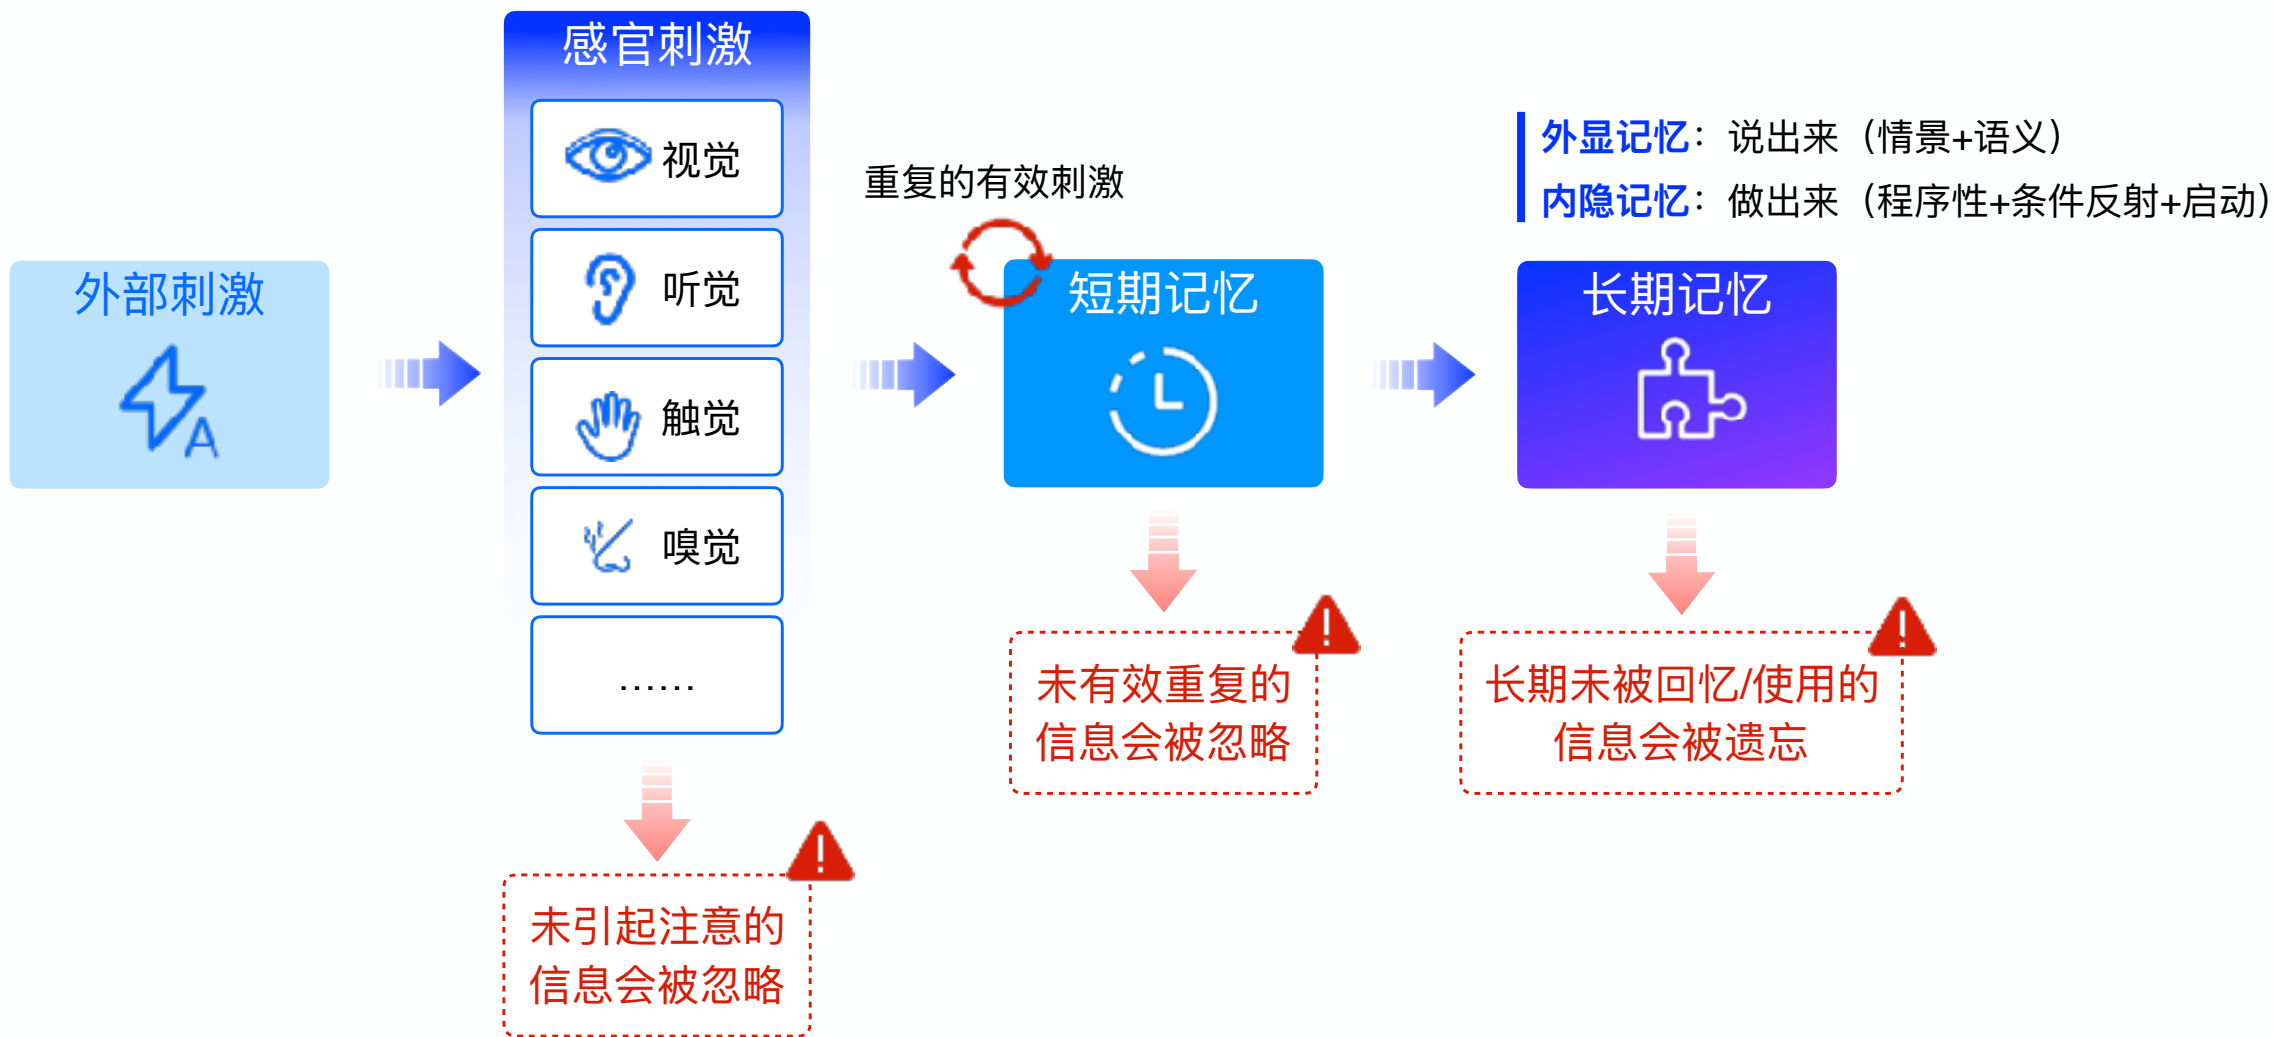 外部刺激
A
感官刺激
视觉
听觉
触觉
嗅觉
……
未引起注意的
信息会被忽略
重复的有效刺激
短期记忆
未有效重复的
信息会被忽略
外显记忆：说出来（情景+语义）
内隐记忆：做出来（程序性+条件反射+启动）
长期记忆
长期未被回忆/使用的
信息会被遗忘